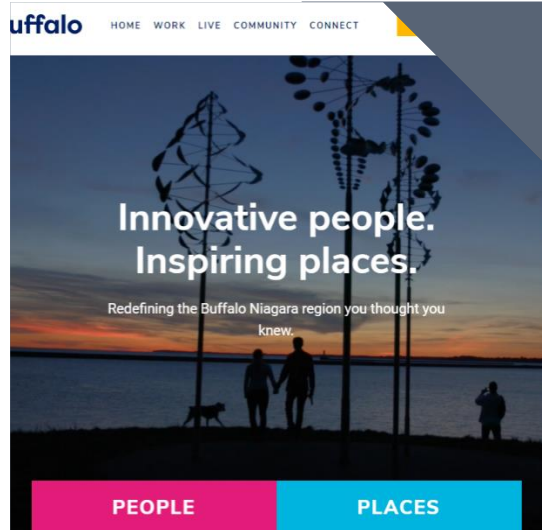 uffalo
HOME WORK LIVE COMMUNITY CONNECT
Innovative people.
Inspiring places.
Redefining the Buffalo Niagara region you thought you
knew.
PEOPLE
PLACES